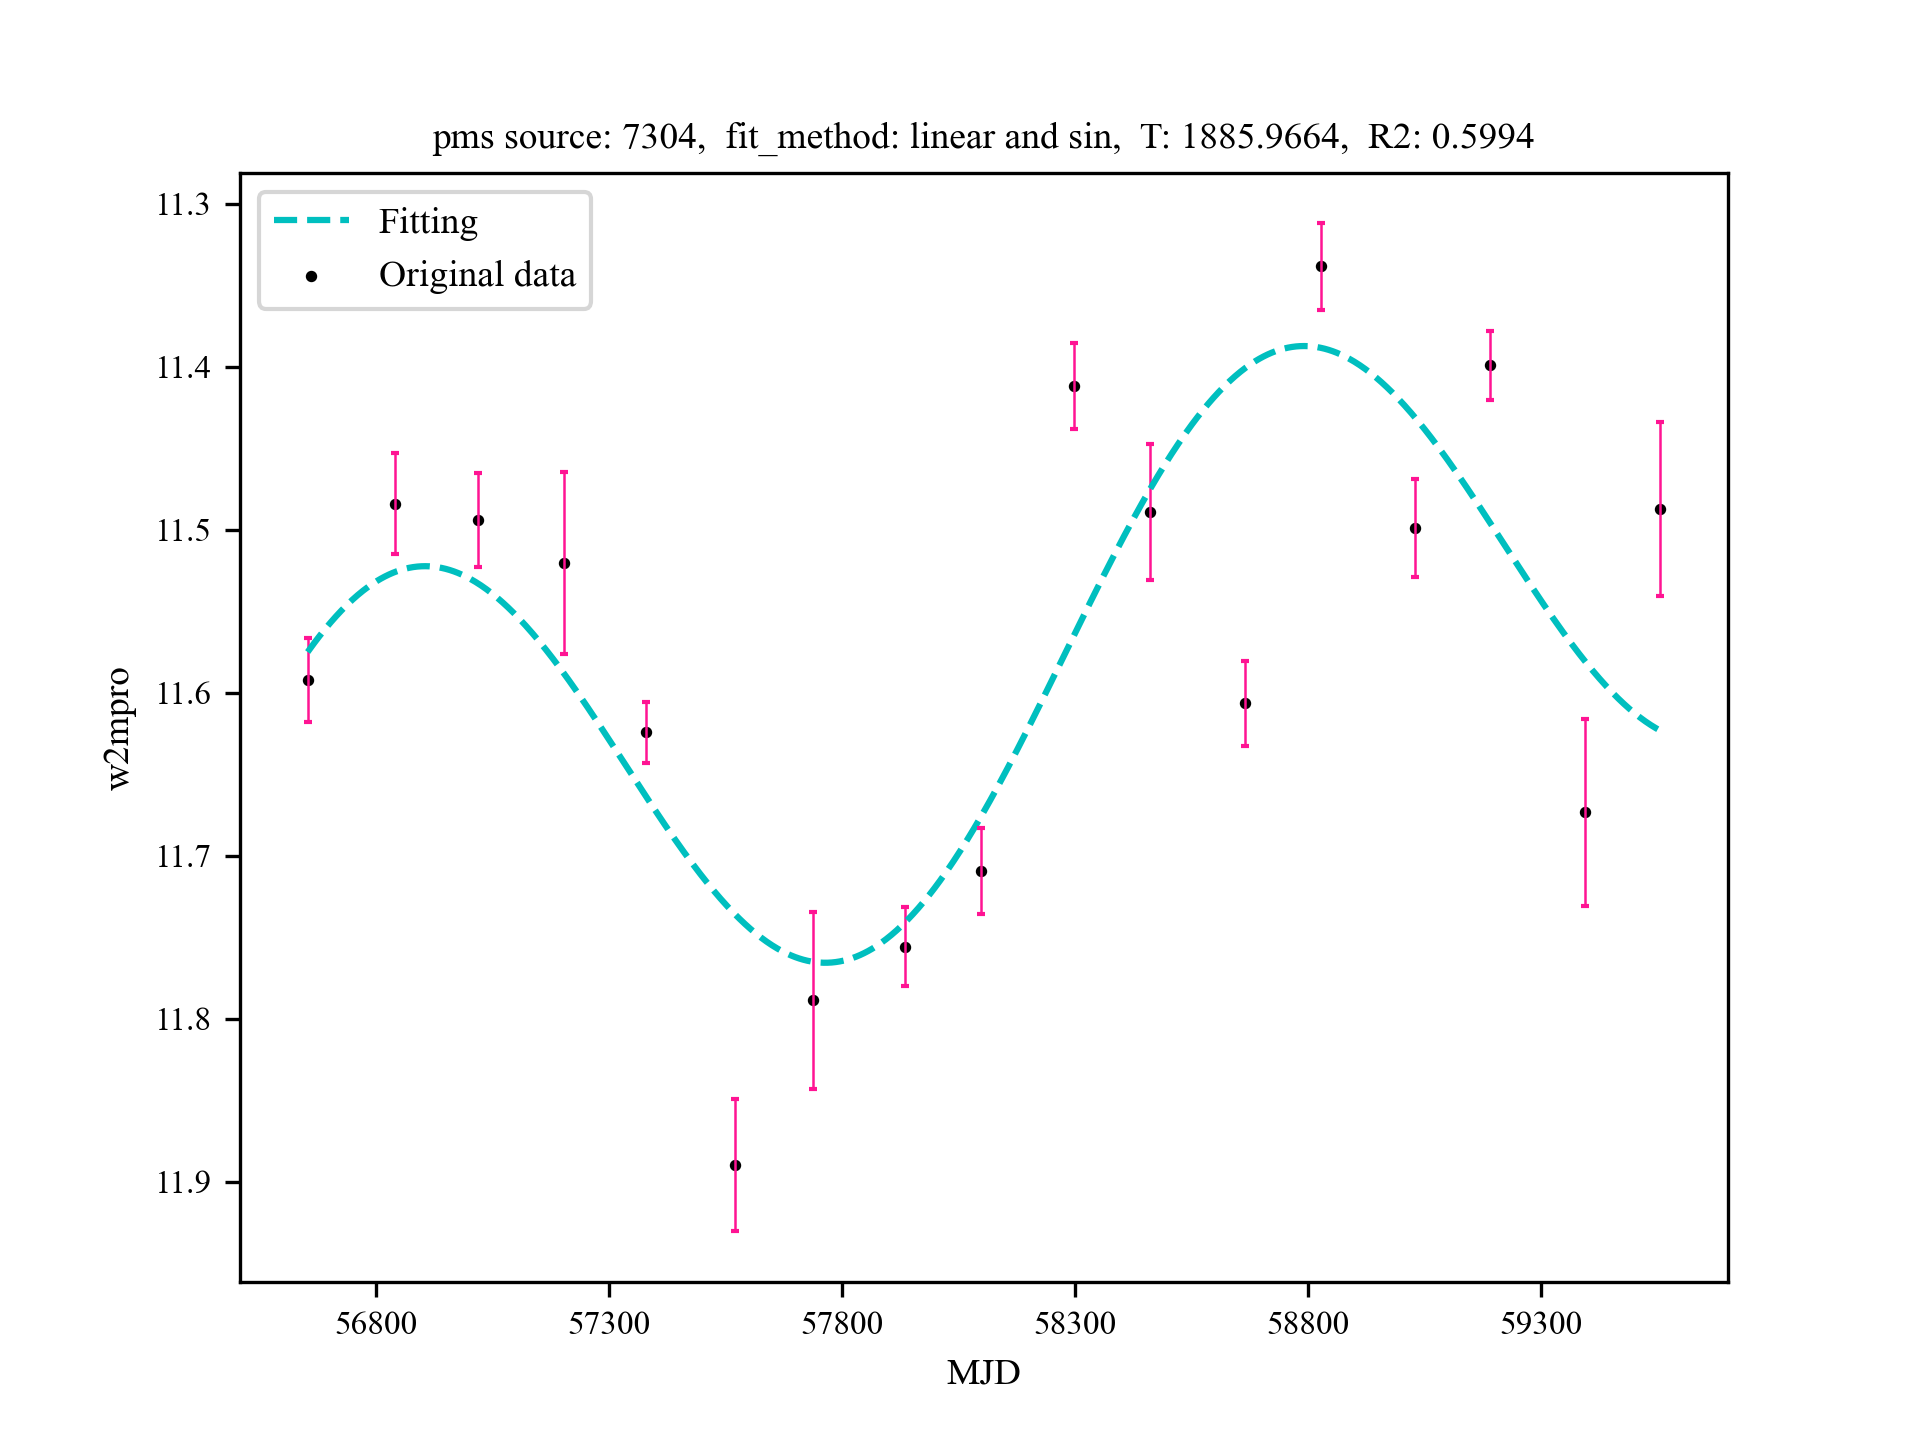 pms source: 7304,  fit_method: linear and sin,  T: 1885.9664,  R2: 0.5994
Fitting
Original data
11.3
11.4
11.5
11.6
11.7
11.8
11.9
w2mpro
56800 57300 57800 58300 58800 59300
MJD